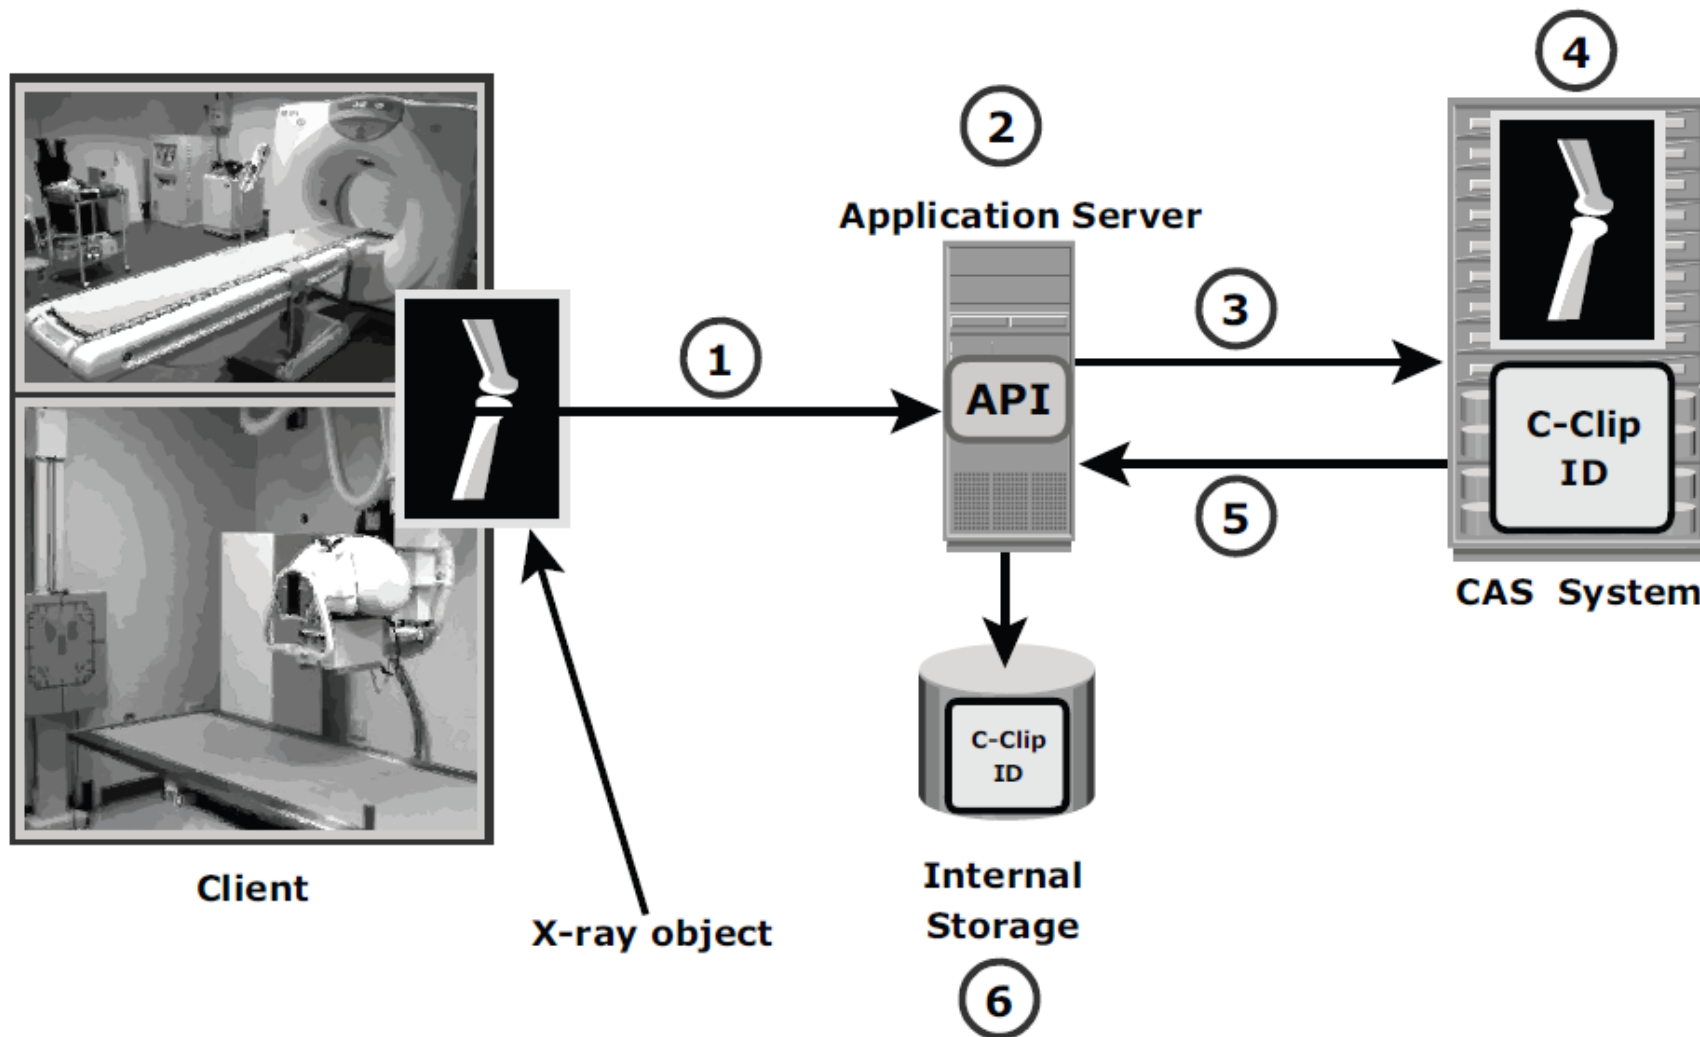 4
2
Application Server
3
1
API
C-Clip
ID
5
CAS System
C-Clip
ID
Client
Internal
Storage
X-ray object
6